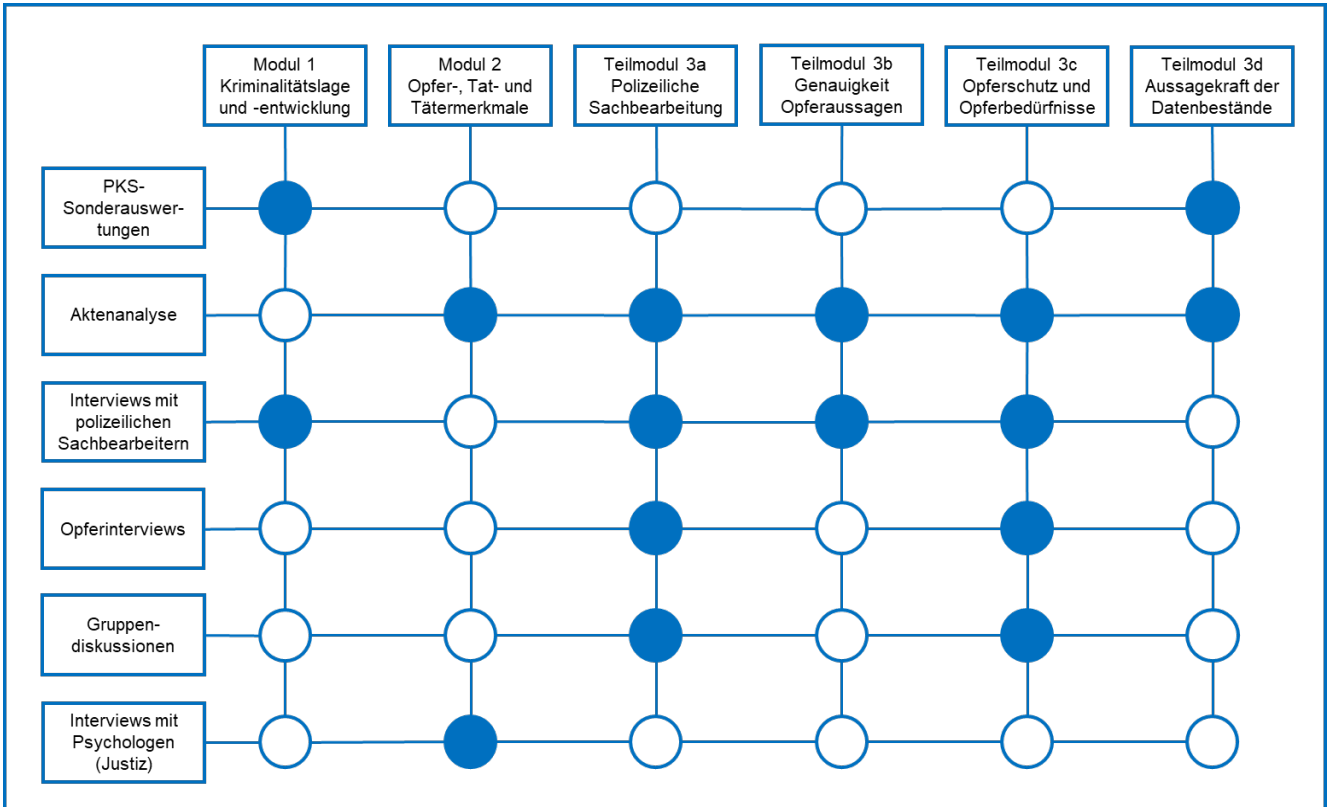 Modul 1
Kriminalitätslage
und -entwicklung
Modul 2
Opfer-, Tat- und
Tätermerkmale
Teilmodul 3a
Polizeiliche
Sachbearbeitung
Teilmodul 3b
Genauigkeit
Opferaussagen
Teilmodul 3c
Opferschutz und
Opferbedürfnisse
Teilmodul 3d
Aussagekraft der
Datenbestände
PKS-
Sonderauswer-
tungen
Aktenanalyse
Interviews mit
polizeilichen
Sachbearbeitern
Opferinterviews
Gruppen-
diskussionen
Interviews mit
Psychologen
(Justiz)